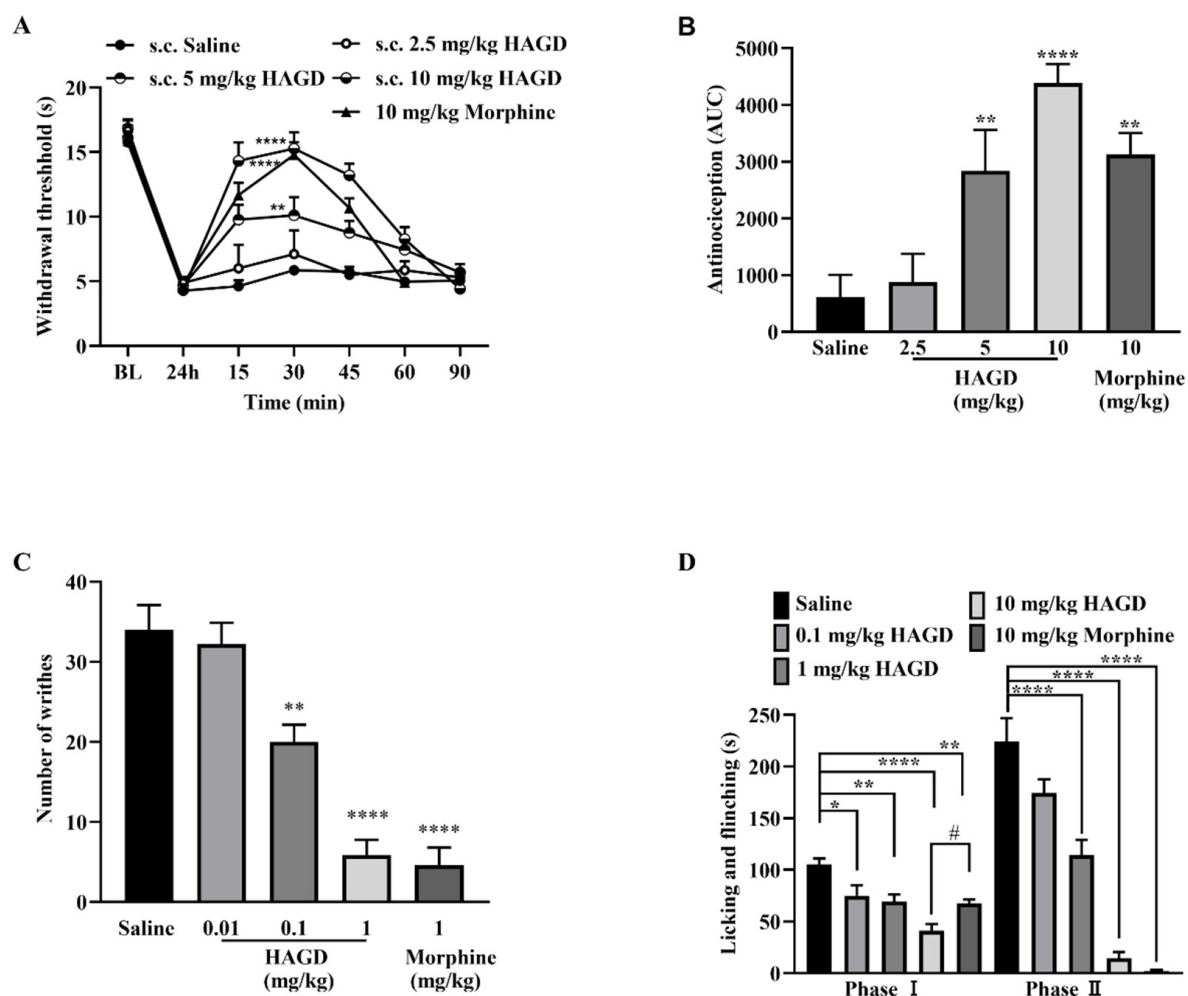 A
s.c. Saline
s.c. 2.5 mg/kg HAGD
s.c. 5 mg/kg HAGD
s.c. 10 mg/kg HAGD
10 mg/kg Morphine
Withdrawal threshhold (s)
20
15
10
5
0
****
****
**
BL 24h 15 30 45 60 90
Time (min)
B
Antinociception (AUC)
5000
4000
3000
2000
1000
0
**
****
**
Saline 2.5 5 10 10
HAGD
(mg/kg)
Morphine
(mg/kg)
C
Number of writhes
40
30
20
10
0
**
****
****
Saline 0.01 0.1 1 1
HAGD
(mg/kg)
Morphine
(mg/kg)
D
Saline
0.1 mg/kg HAGD
1 mg/kg HAGD
10 mg/kg HAGD
10 mg/kg Morphine
Licking and flinching (s)
250
200
150
100
50
0
**
****
**
*
#
****
****
****
Phase Ⅰ
Phase Ⅱ